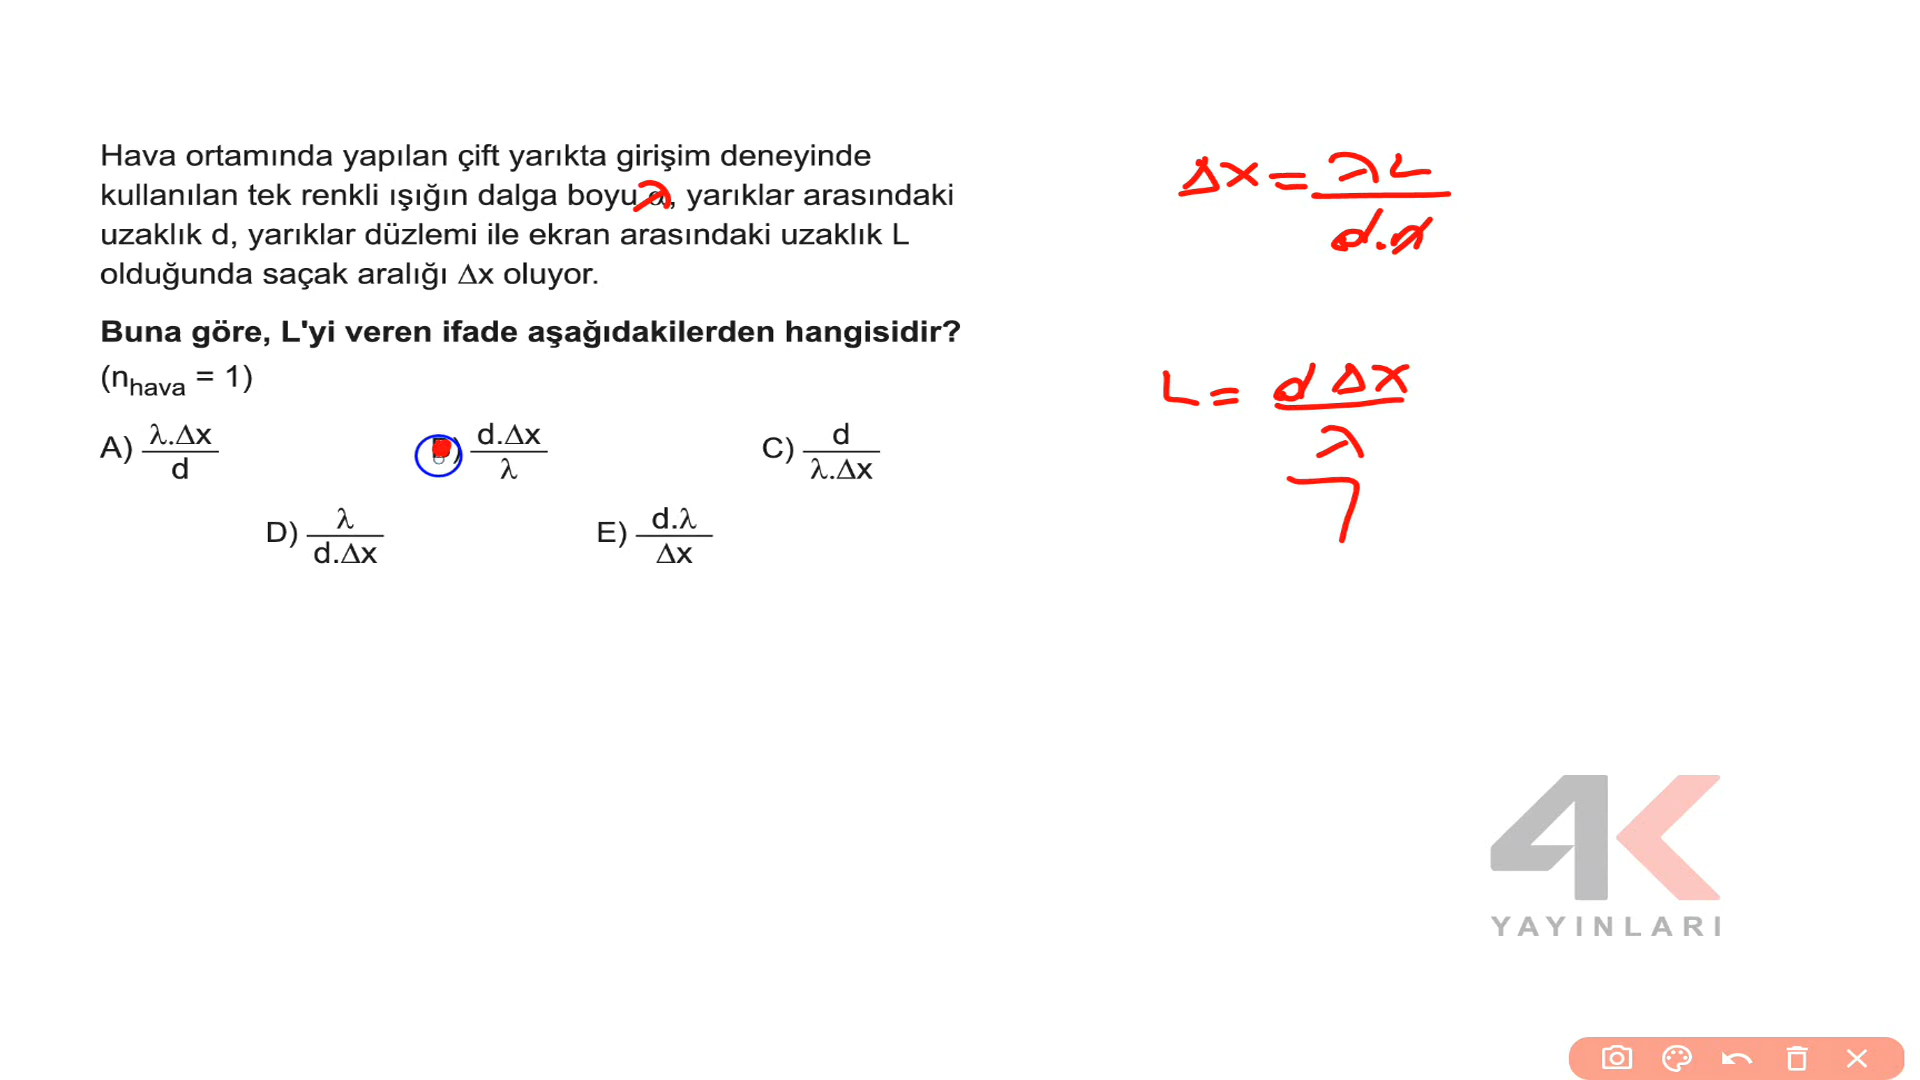 Hava ortamında yapılan çift yarıkta girişim deneyinde
kullanılan tek renkli ışığın dalga boyu λ, yarıklar arasındaki
uzaklık d, yarıklar düzlemi ile ekran arasındaki uzaklık L
olduğunda saçak aralığı Δx oluyor.
Buna göre, L'yi veren ifade aşağıdakilerden hangisidir?
(nhava = 1)
A) λ.Δx / d
B) d.Δx / λ
C) d / λ.Δx
D) λ / d.Δx
E) d.λ / Δx
Δx = λL / d.n
L = d Δx / λ
4K
YAYINLARI